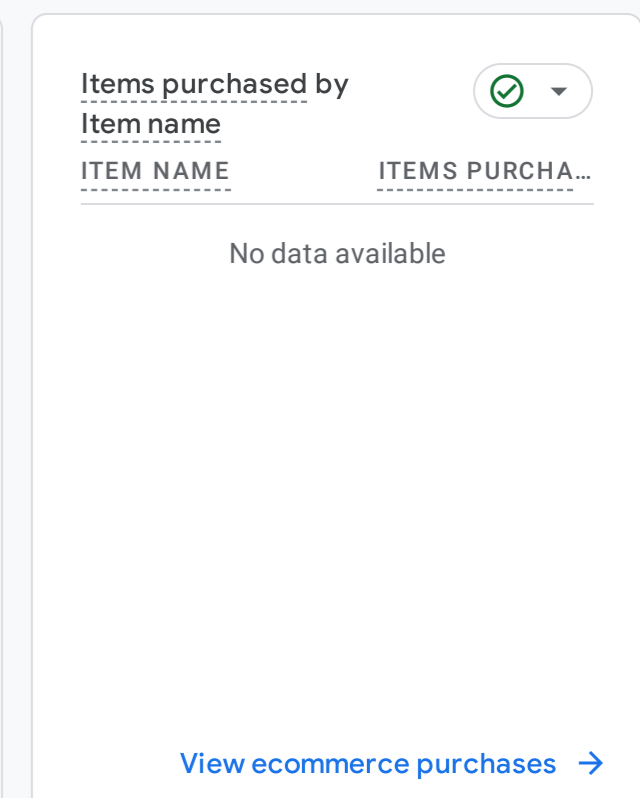 Items purchased by
Item name
ITEM NAME
ITEMS PURCHA…
No data available
View ecommerce purchases